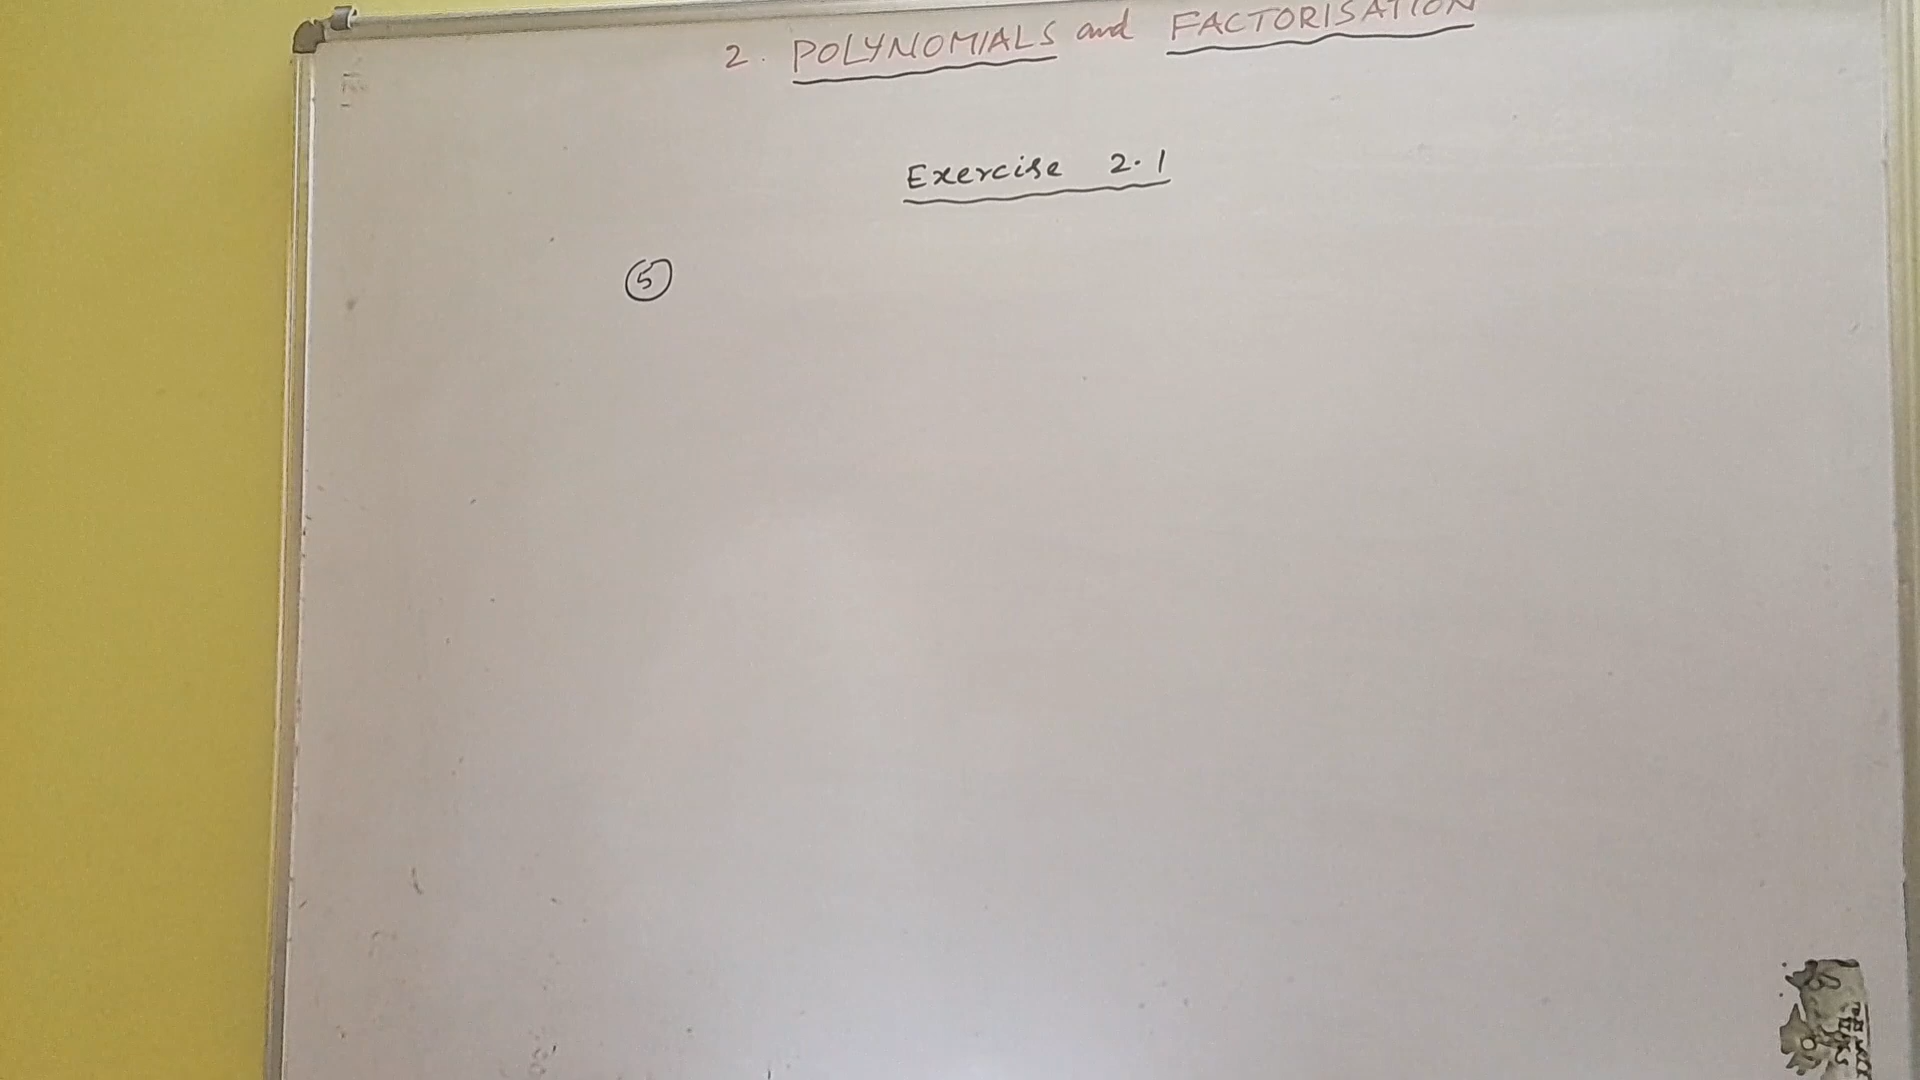 2. POLYNOMIALS and FACTORISATION
Exercise 2.1
5